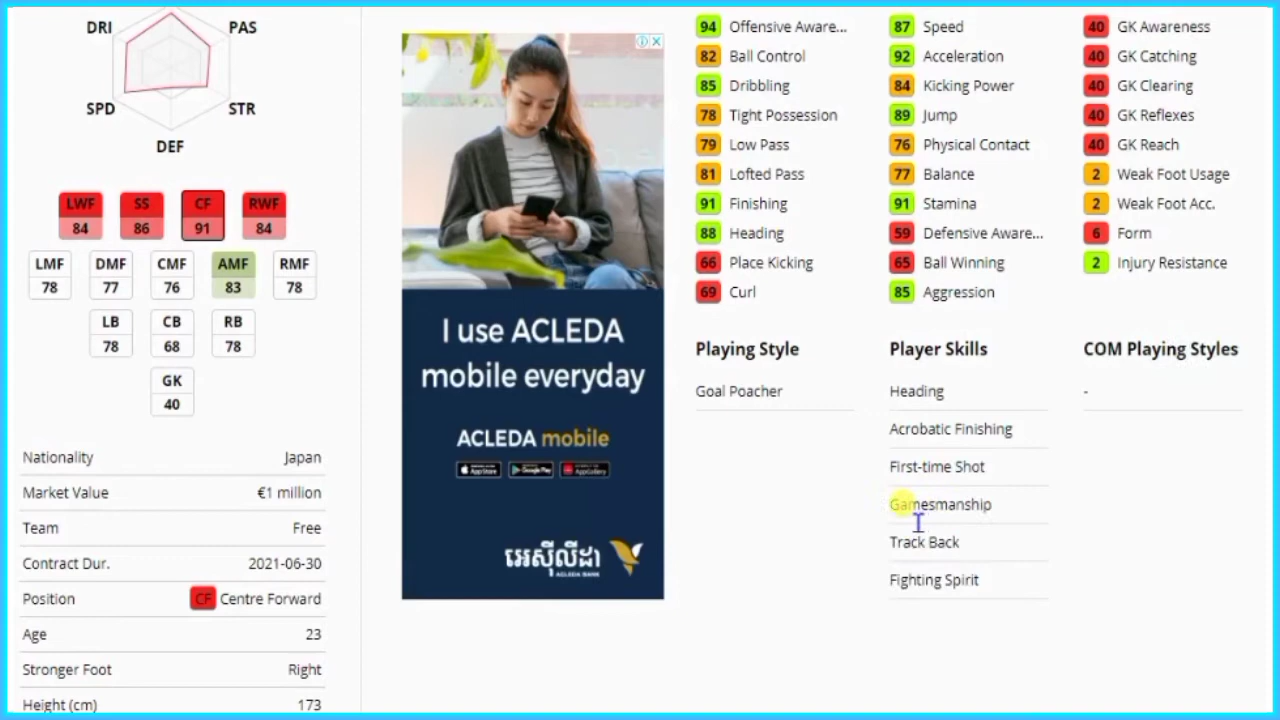 DRI PAS
SPD STR
DEF
LWF SS CF RWF
84 86 91 84
LMF DMF CMF AMF RMF
78 77 76 83 78
LB CB RB
78 68 78
GK
40
Nationality Japan
Market Value €1 million
Team Free
Contract Dur. 2021-06-30
Position CF Centre Forward
Age 23
Stronger Foot Right
Height (cm) 173
I use ACLEDA
mobile everyday
ACLEDA mobile
App Store Google Play AppGallery
អេស៊ីលីដា
ACLEDA BANK
94 Offensive Aware...
82 Ball Control
85 Dribbling
78 Tight Possession
79 Low Pass
81 Lofted Pass
91 Finishing
88 Heading
66 Place Kicking
69 Curl
87 Speed
92 Acceleration
84 Kicking Power
89 Jump
76 Physical Contact
77 Balance
91 Stamina
59 Defensive Aware...
65 Ball Winning
85 Aggression
40 GK Awareness
40 GK Catching
40 GK Clearing
40 GK Reflexes
40 GK Reach
2 Weak Foot Usage
2 Weak Foot Acc.
6 Form
2 Injury Resistance
Playing Style
Goal Poacher
Player Skills
Heading
Acrobatic Finishing
First-time Shot
Gamesmanship
Track Back
Fighting Spirit
COM Playing Styles
-